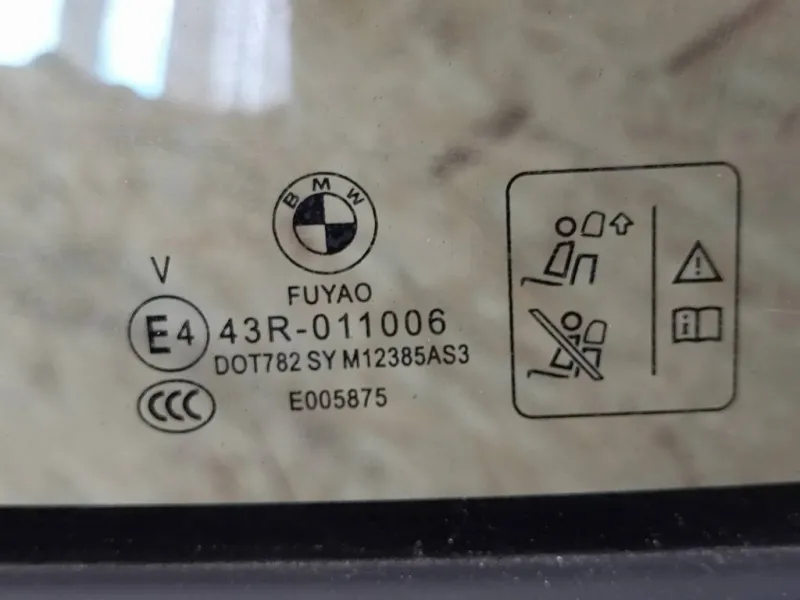 BMW
FUYAO
V
E4 43R-011006
DOT782 SY M12385AS3
CCC E005875